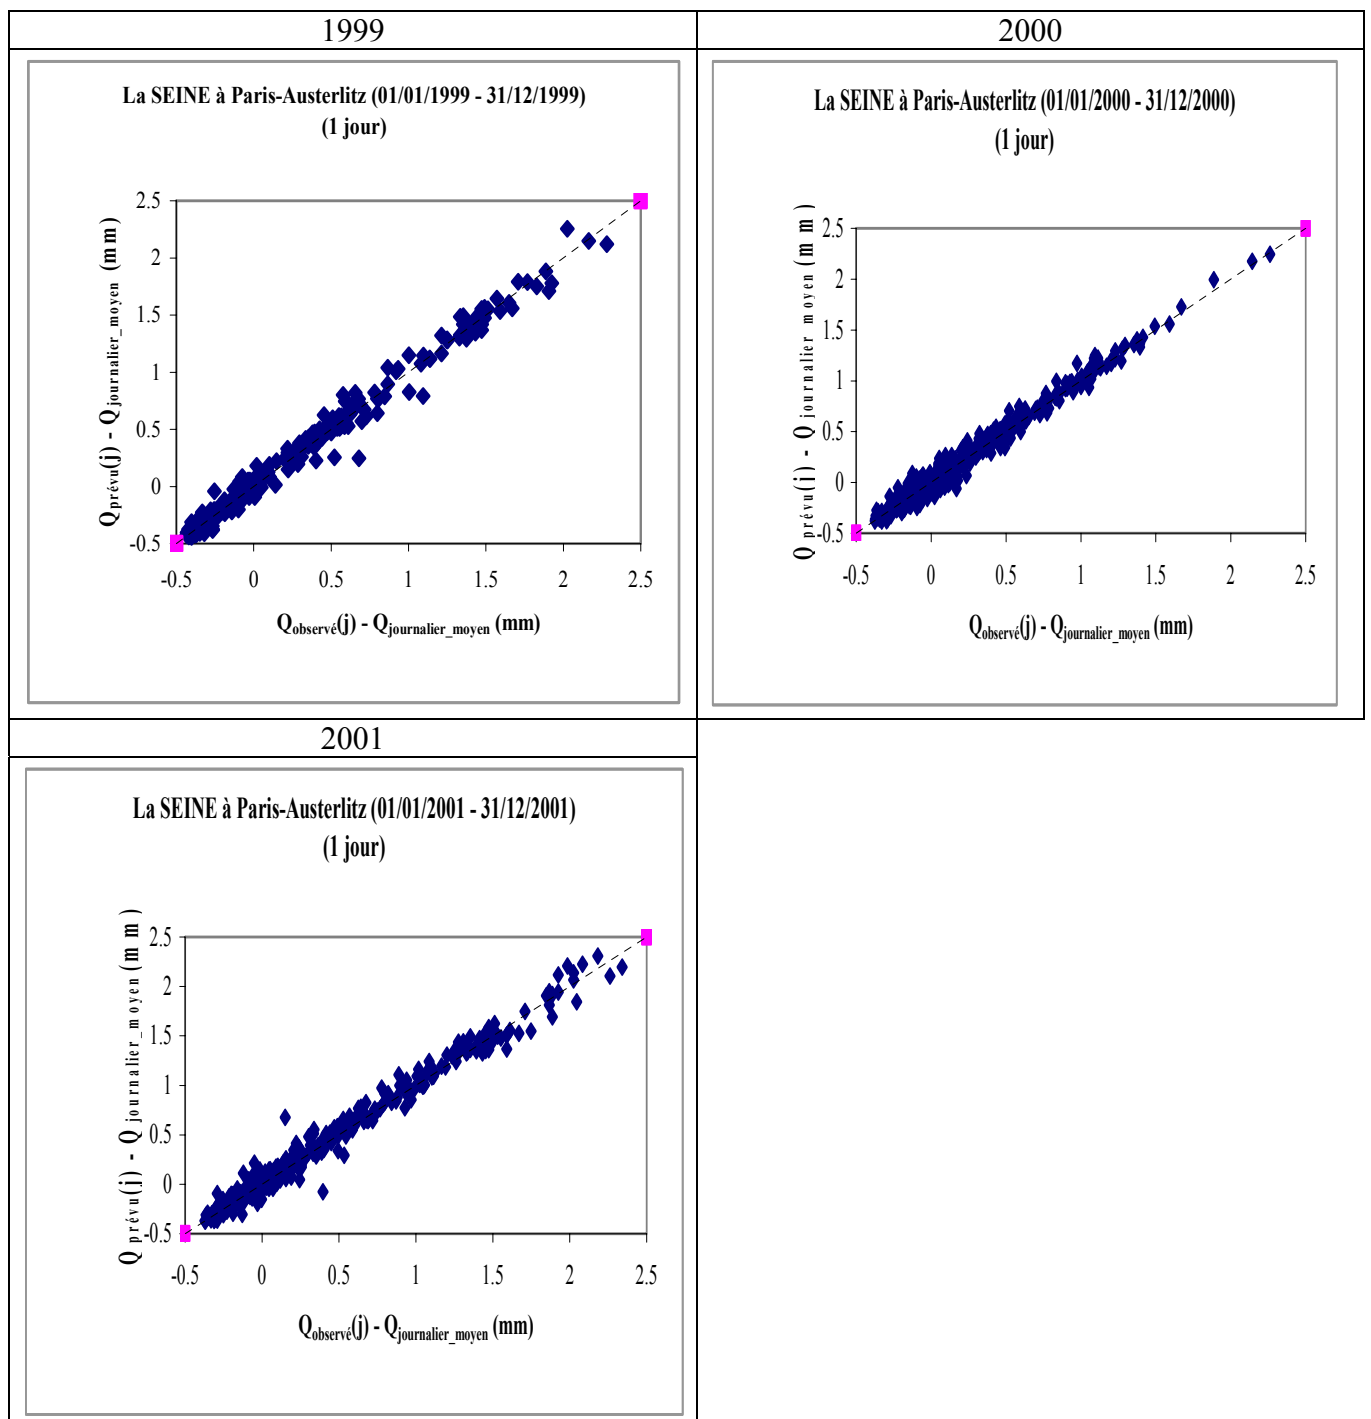 1999
2000
La SEINE à Paris-Austerlitz (01/01/1999 - 31/12/1999)
(1 jour)
Qprévu(j) - Qjournalier_moyen (mm)
2.5
2
1.5
1
0.5
0
-0.5
-0.5 0 0.5 1 1.5 2 2.5
Qobservé(j) - Qjournalier_moyen (mm)
La SEINE à Paris-Austerlitz (01/01/2000 - 31/12/2000)
(1 jour)
Q prévu(j) - Q journalier moyen (mm)
2.5
2
1.5
1
0.5
0
-0.5
-0.5 0 0.5 1 1.5 2 2.5
Qobservé(j) - Qjournalier_moyen (mm)
2001
La SEINE à Paris-Austerlitz (01/01/2001 - 31/12/2001)
(1 jour)
Q prévu(j) - Q journalier_moyen (mm)
2.5
2
1.5
1
0.5
0
-0.5
-0.5 0 0.5 1 1.5 2 2.5
Qobservé(j) - Qjournalier_moyen (mm)